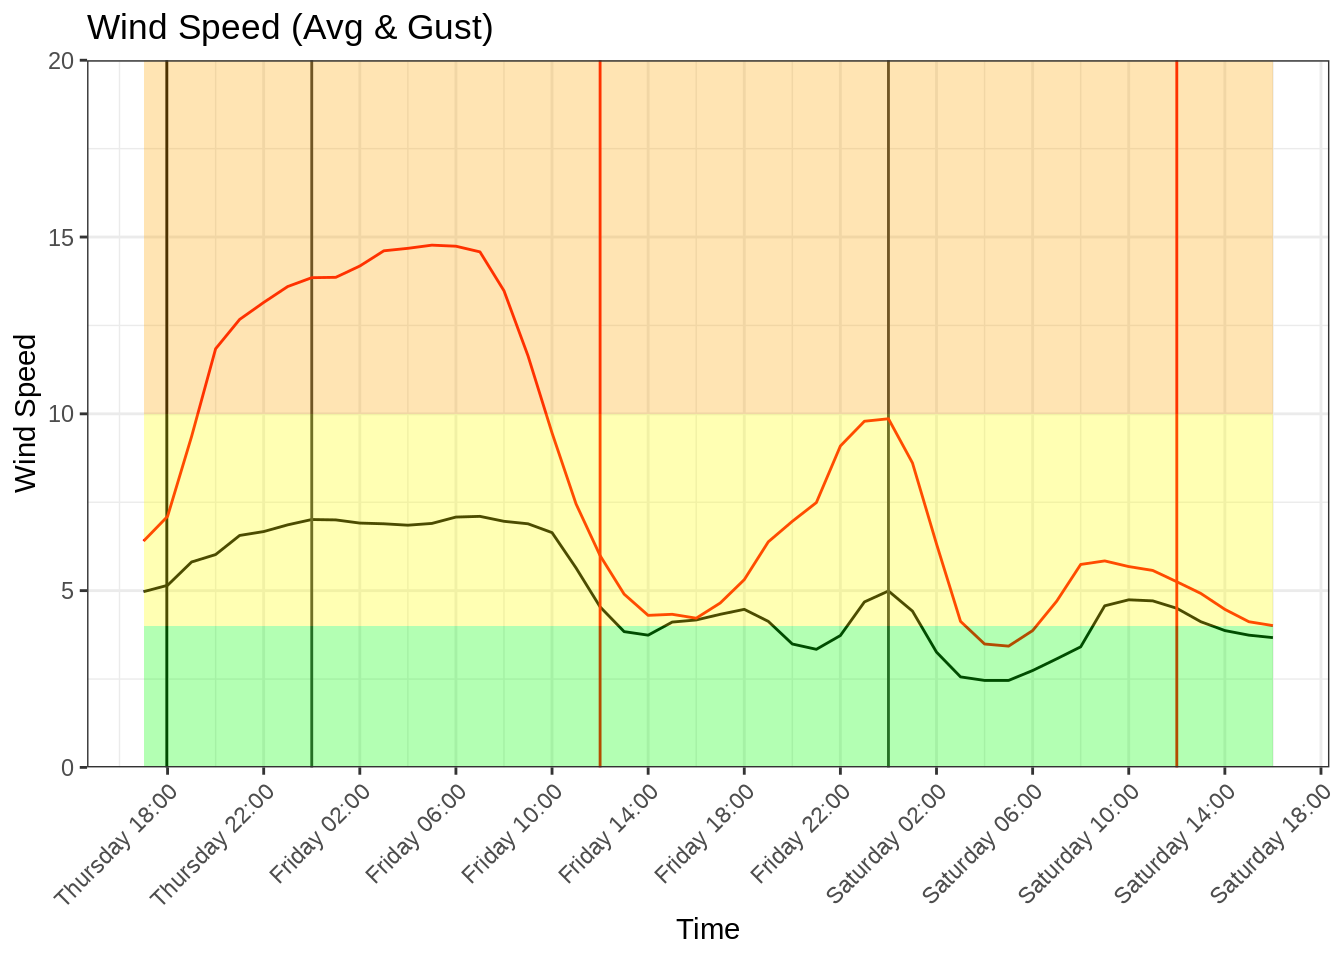 Wind Speed (Avg & Gust)
20
15
10
5
0
Wind Speed
Thursday 18:00
Thursday 22:00
Friday 02:00
Friday 06:00
Friday 10:00
Friday 14:00
Friday 18:00
Friday 22:00
Saturday 02:00
Saturday 06:00
Saturday 10:00
Saturday 14:00
Saturday 18:00
Time